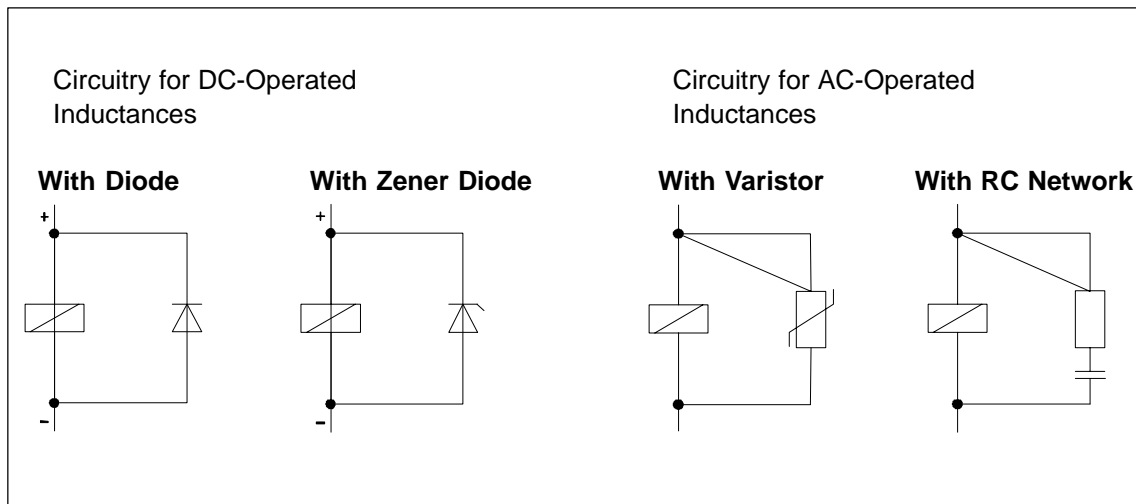 Circuitry for DC-Operated
Inductances
Circuitry for AC-Operated
Inductances
With Diode
With Zener Diode
With Varistor
With RC Network
+
+
-
-